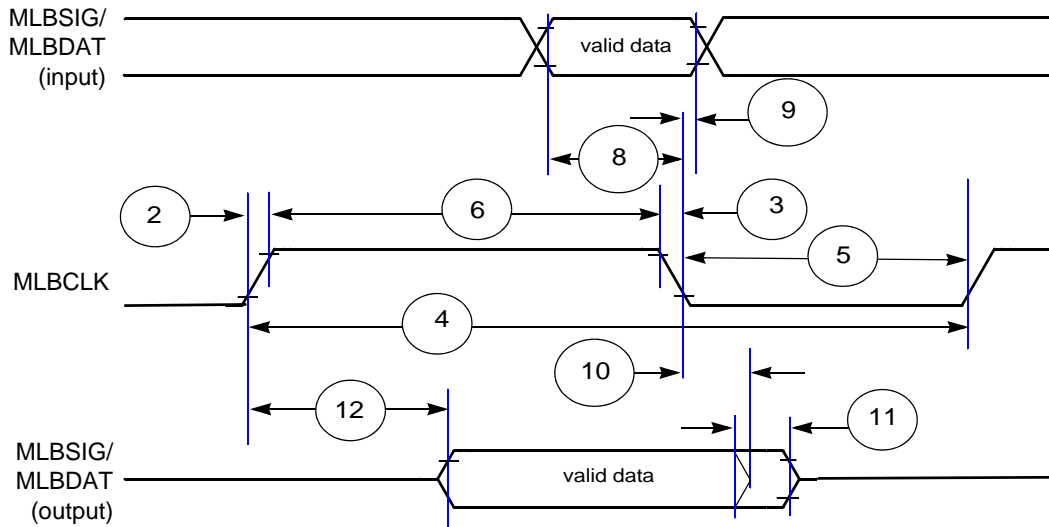 MLBSIG/
MLBDAT
(input)
valid data
9
8
2
6
3
5
MLBCLK
4
10
12
11
MLBSIG/
MLBDAT
(output)
valid data